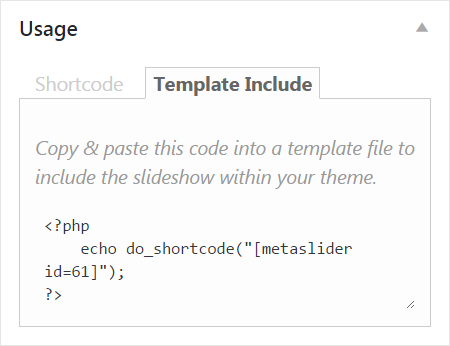 Usage
Shortcode Template Include
Copy & paste this code into a template file to
include the slideshow within your theme.
<?php
    echo do_shortcode("[metaslider
id=61]");
?>